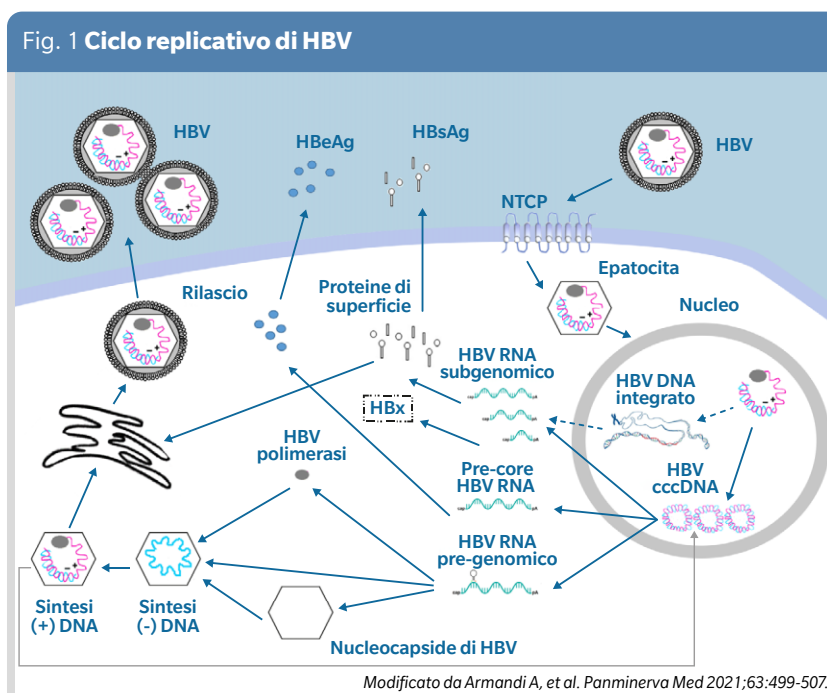 Fig. 1 Ciclo replicativo di HBV
HBV
HBeAg
HBsAg
HBV
NTCP
Epatocita
Rilascio
Proteine di
superficie
Nucleo
HBV RNA
subgenomico
HBV DNA
integrato
HBx
HBV
polimerasi
Pre-core
HBV RNA
HBV
cccDNA
HBV RNA
pre-genomico
Sintesi
(+) DNA
Sintesi
(-) DNA
Nucleocapside di HBV
Modificato da Armandi A, et al. Panminerva Med 2021;63:499-507.